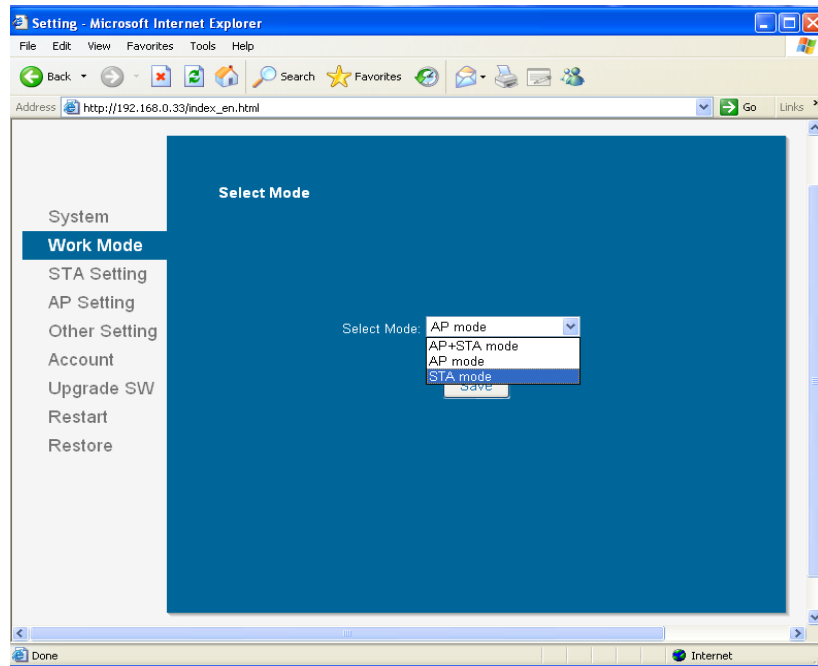 Setting - Microsoft Internet Explorer
File Edit View Favorites Tools Help
Back Search Favorites
Address http://192.168.0.33/index_en.html Go Links
Select Mode
System
Work Mode
STA Setting
AP Setting
Other Setting
Account
Upgrade SW
Restart
Restore
Select Mode: AP mode
AP+STA mode
AP mode
STA mode
Save
Done Internet